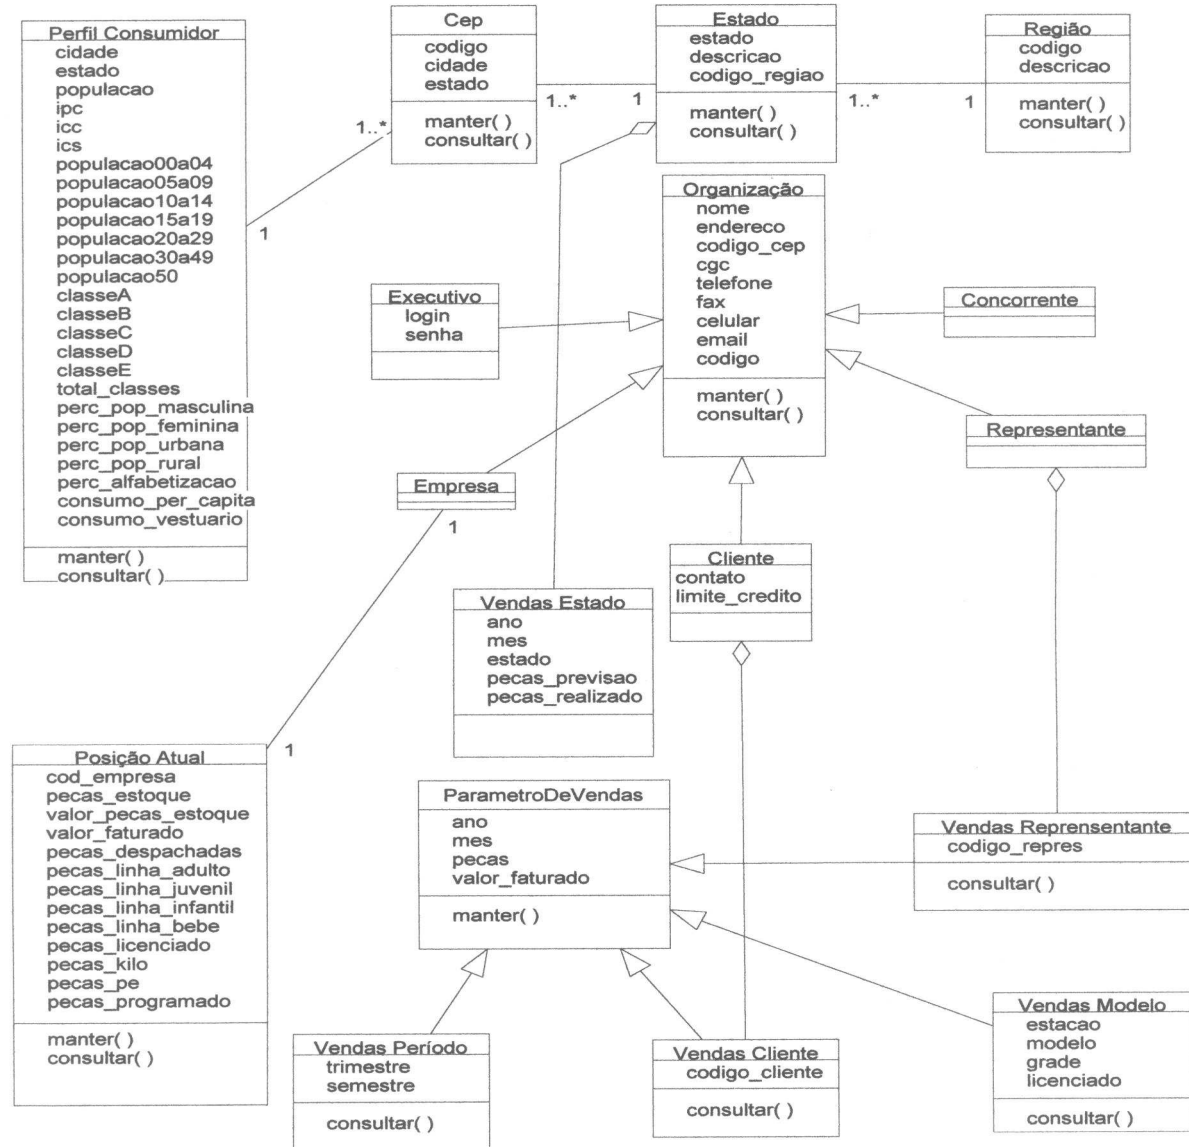 Perfil Consumidor
cidade
estado
populacao
ipc
icc
ics
populacao00a04
populacao05a09
populacao10a14
populacao15a19
populacao20a29
populacao30a49
populacao50
classeA
classeB
classeC
classeD
classeE
total_classes
perc_pop_masculina
perc_pop_feminina
perc_pop_urbana
perc_pop_rural
perc_alfabetizacao
consumo_per_capita
consumo_vestuario
manter( )
consultar( )
1
1..*
Cep
codigo
cidade
estado
manter( )
consultar( )
1..*
1
Estado
estado
descricao
codigo_regiao
manter( )
consultar( )
1..*
1
Região
codigo
descricao
manter( )
consultar( )
Organização
nome
endereco
codigo_cep
cgc
telefone
fax
celular
email
codigo
manter( )
consultar( )
Executivo
login
senha
Concorrente
Representante
Empresa
1
Cliente
contato
limite_credito
Vendas Estado
ano
mes
estado
pecas_previsao
pecas_realizado
1
Posição Atual
cod_empresa
pecas_estoque
valor_pecas_estoque
valor_faturado
pecas_despachadas
pecas_linha_adulto
pecas_linha_juvenil
pecas_linha_infantil
pecas_linha_bebe
pecas_licenciado
pecas_kilo
pecas_pe
pecas_programado
manter( )
consultar( )
ParametroDeVendas
ano
mes
pecas
valor_faturado
manter( )
Vendas Reprensentante
codigo_repres
consultar( )
Vendas Período
trimestre
semestre
consultar( )
Vendas Cliente
codigo_cliente
consultar( )
Vendas Modelo
estacao
modelo
grade
licenciado
consultar( )